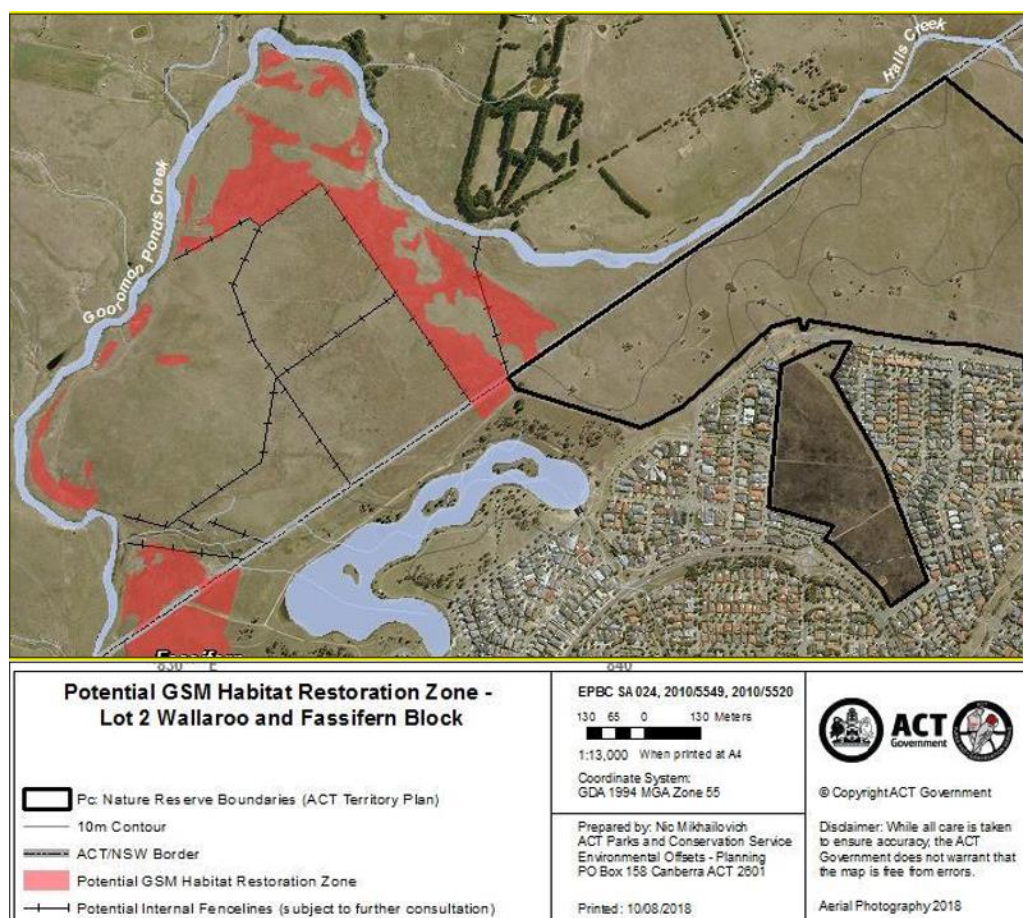 Halls Creek
Gooromon Ponds Creek
Fassifern
830 E
840
Potential GSM Habitat Restoration Zone -
Lot 2 Wallaroo and Fassifern Block
Pc: Nature Reserve Boundaries (ACT Territory Plan)
10m Contour
ACT/NSW Border
Potential GSM Habitat Restoration Zone
Potential Internal Fencelines (subject to further consultation)
EPBC SA 024, 2010/5549, 2010/5520
130 65 0 130 Meters
1:13,000 When printed at A4
Coordinate System:
GDA 1994 MGA Zone 55
Prepared by: Nic Mikhailovich
ACT Parks and Conservation Service
Environmental Offsets - Planning
PO Box 158 Canberra ACT 2601
Printed: 10/08/2018
ACT
Government
© Copyright ACT Government
Disclaimer: While all care is taken
to ensure accuracy, the ACT
Government does not warrant that
the map is free from errors.
Aerial Photography 2018